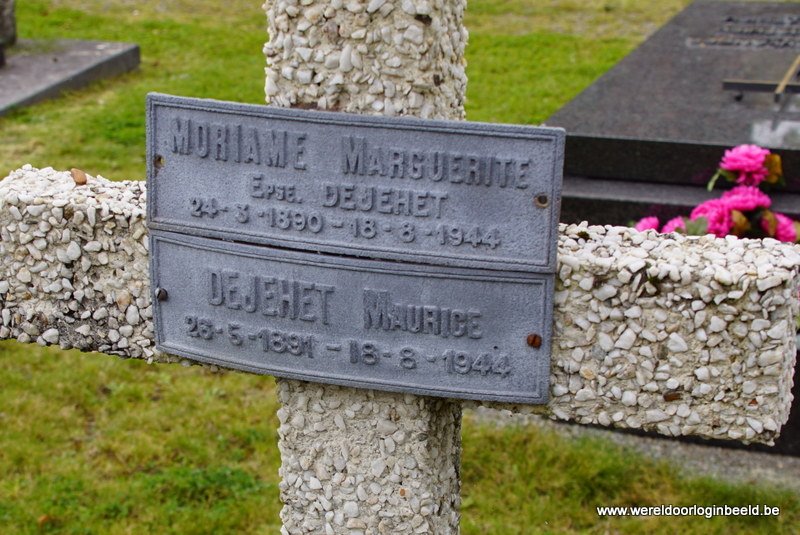 MORIAME MARGUERITE
EPSE. DEJEHET
24-3-1890 - 18-8-1944
DEJEHET MAURICE
26-5-1891 - 18-8-1944
www.wereldoorloginbeeld.be